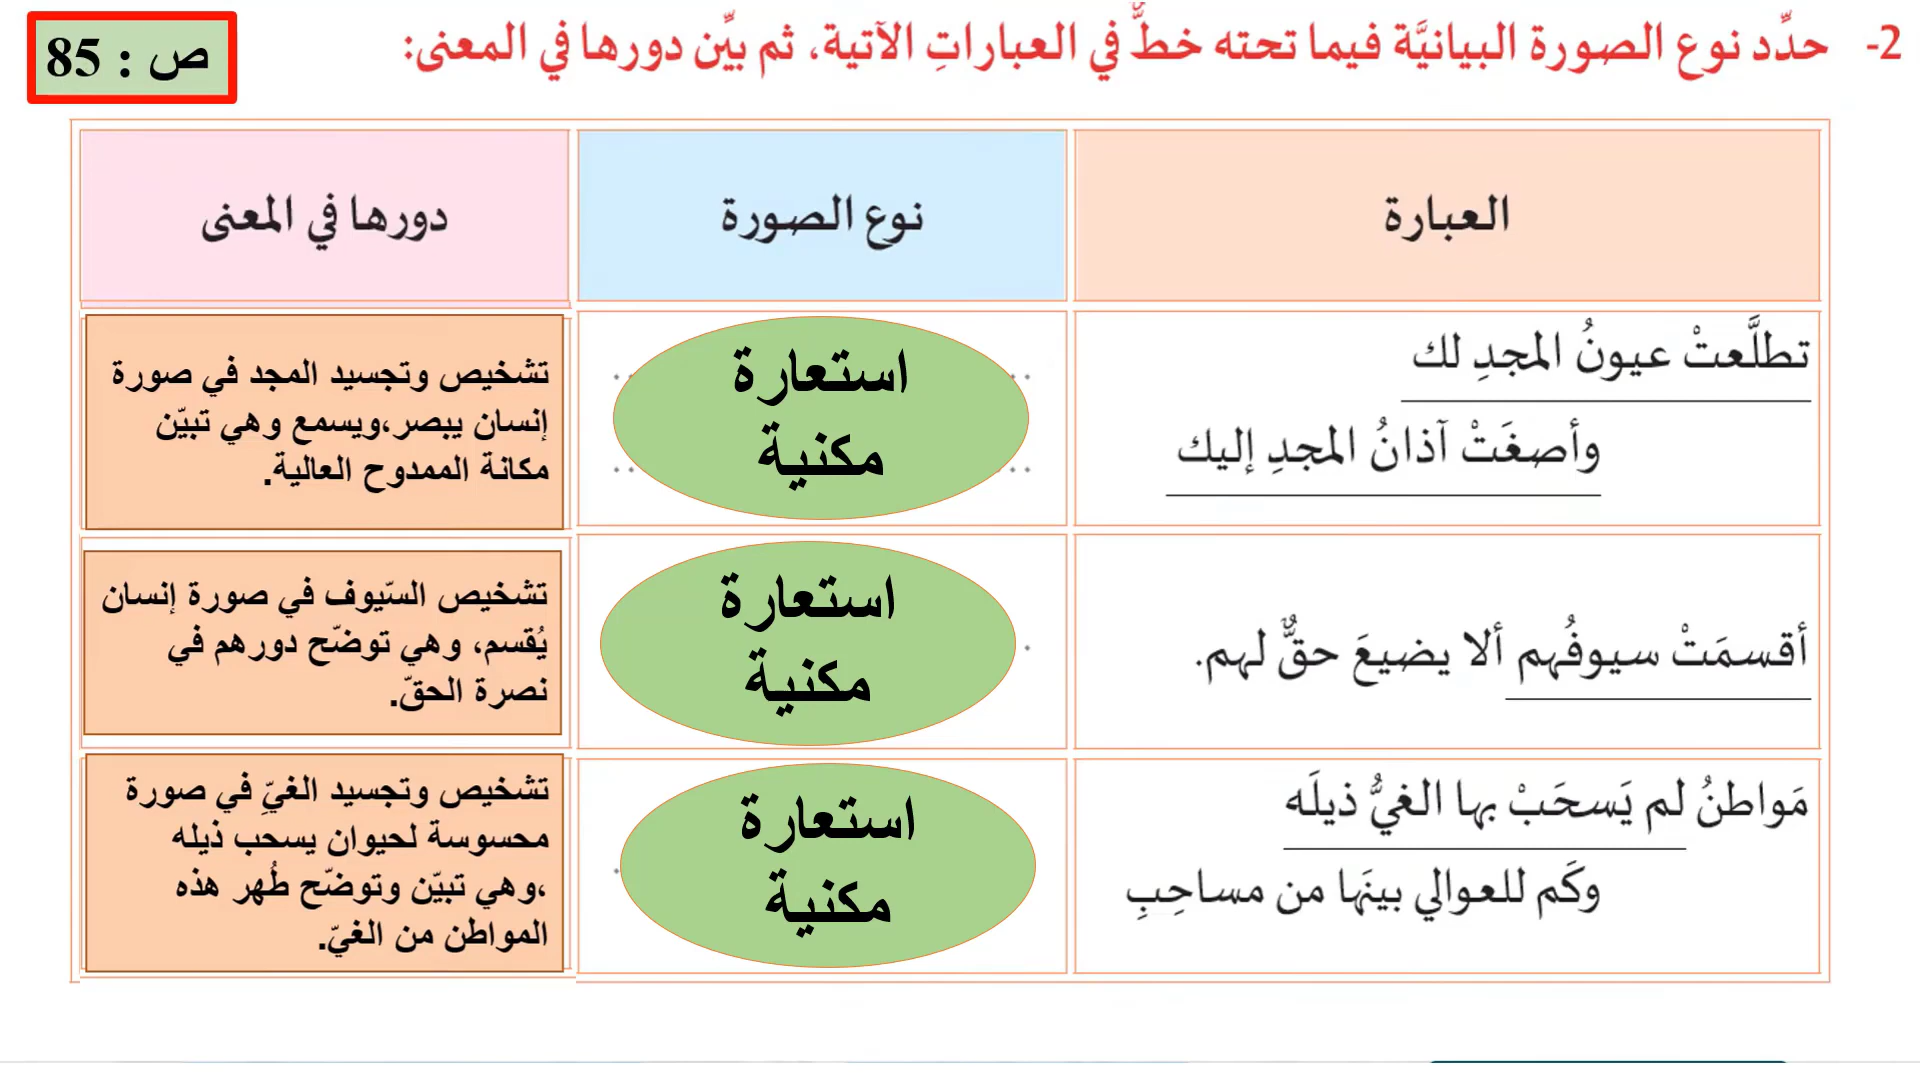 2- حدِّد نوع الصورة البيانيَّة فيما تحته خطٌّ في العباراتِ الآتية، ثم بيِّن دورها في المعنى:
ص : 85
العبارة
نوع الصورة
دورها في المعنى
تطلَّعتْ عيونُ المجدِ لك
وأصغَتْ آذانُ المجدِ إليك
استعارة
مكنية
تشخيص وتجسيد المجد في صورة
إنسان يبصر،ويسمع وهي تبيّن
مكانة الممدوح العالية.
أقسمَتْ سيوفُهم ألا يضيعَ حقٌّ لهم.
استعارة
مكنية
تشخيص السّيوف في صورة إنسان
يُقسم، وهي توضّح دورهم في
نصرة الحقّ.
مَواطنُ لم يَسحَبْ بها الغيُّ ذيلَه
وكَم للعوالي بينَها من مساحِبِ
استعارة
مكنية
تشخيص وتجسيد الغيِّ في صورة
محسوسة لحيوان يسحب ذيله
،وهي تبيّن وتوضّح طُهر هذه
المواطن من الغيّ.